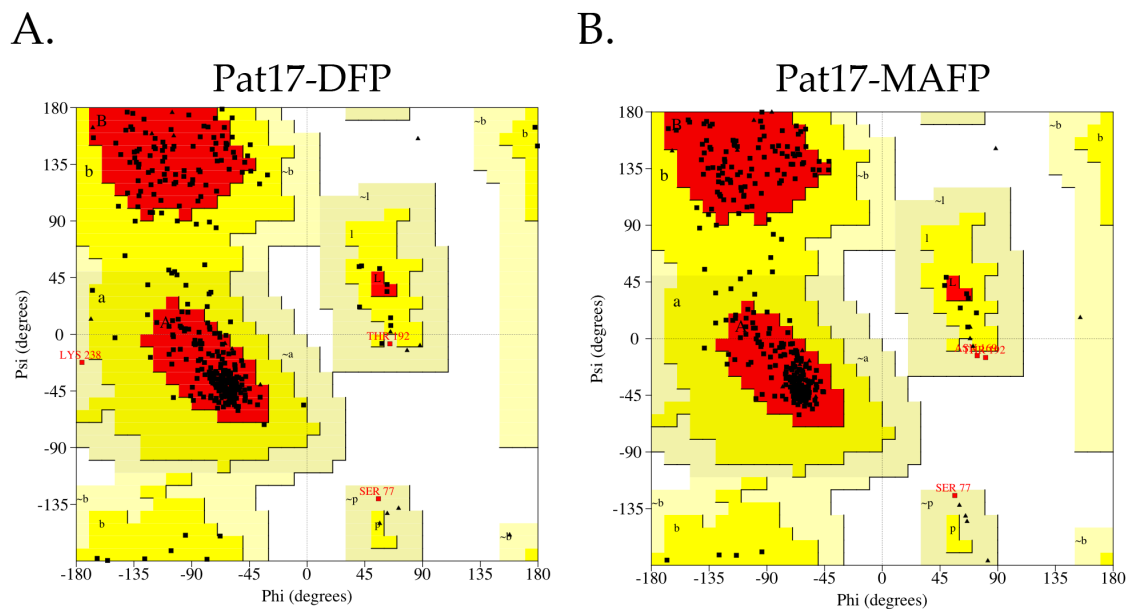 A.
Pat17-DFP
180
135
90
45
0
-45
-90
-135
-180
-135
-90
-45
0
45
90
135
180
Psi (degrees)
Phi (degrees)
B
b
~b
~l
l
L
a
A
~a
~b
b
~b
b
~p
p
~b
LYS 238
THR 192
SER 77
B.
Pat17-MAFP
180
135
90
45
0
-45
-90
-135
-180
-135
-90
-45
0
45
90
135
180
Psi (degrees)
Phi (degrees)
B
b
~b
~l
l
L
a
A
~a
~b
b
~b
b
~p
p
~b
THR 192
SER 77